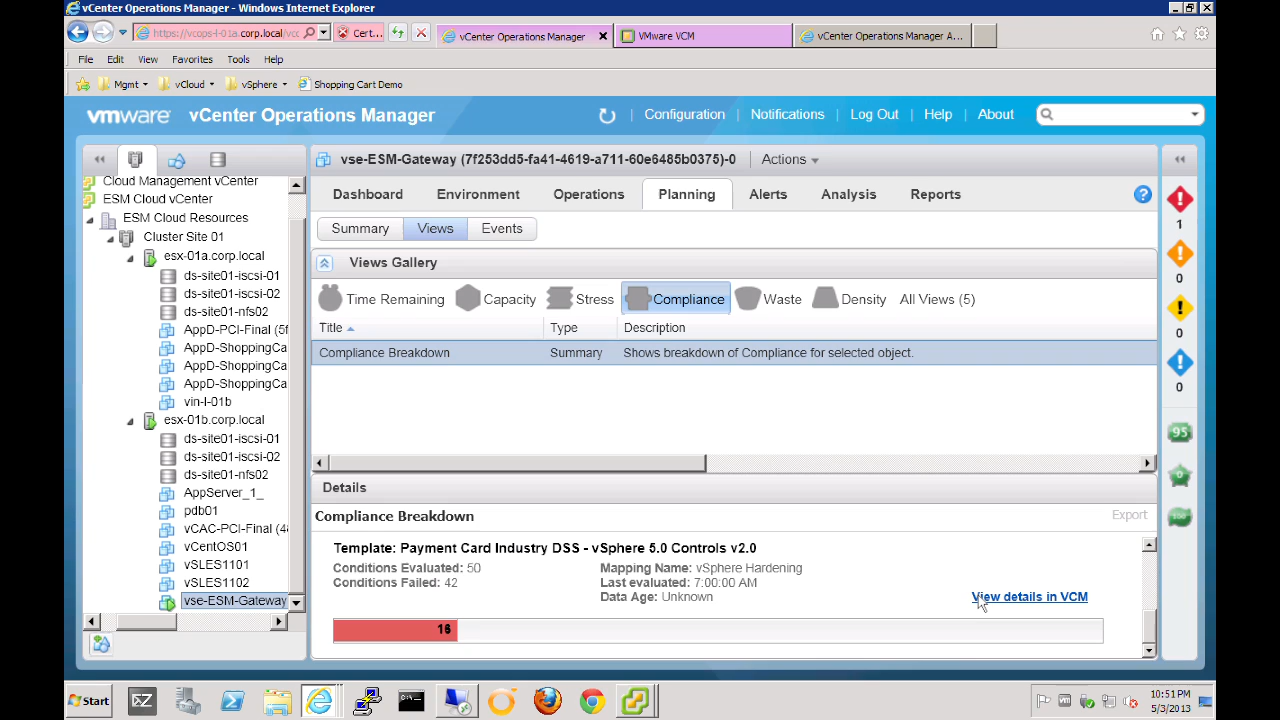 vCenter Operations Manager - Windows Internet Explorer
https://vcops-l-01a.corp.local/vcc
Cert...
vCenter Operations Manager
VMware VCM
vCenter Operations Manager A...
File Edit View Favorites Tools Help
Mgmt vCloud vSphere Shopping Cart Demo
vmware vCenter Operations Manager
Configuration Notifications Log Out Help About
vse-ESM-Gateway (7f253dd5-fa41-4619-a711-60e6485b0375)-0 Actions
Cloud Management vCenter
ESM Cloud vCenter
ESM Cloud Resources
Cluster Site 01
esx-01a.corp.local
ds-site01-iscsi-01
ds-site01-iscsi-02
ds-site01-nfs02
AppD-PCI-Final (5f
AppD-ShoppingCa
AppD-ShoppingCa
AppD-ShoppingCa
vin-l-01b
esx-01b.corp.local
ds-site01-iscsi-01
ds-site01-iscsi-02
ds-site01-nfs02
AppServer_1_
pdb01
vCAC-PCI-Final (4
vCentOS01
vSLES1101
vSLES1102
vse-ESM-Gateway
Dashboard Environment Operations Planning Alerts Analysis Reports
Summary Views Events
Views Gallery
Time Remaining Capacity Stress Compliance Waste Density All Views (5)
Title Type Description
Compliance Breakdown Summary Shows breakdown of Compliance for selected object.
Details
Compliance Breakdown Export
Template: Payment Card Industry DSS - vSphere 5.0 Controls v2.0
Conditions Evaluated: 50 Mapping Name: vSphere Hardening
Conditions Failed: 42 Last evaluated: 7:00:00 AM
Data Age: Unknown View details in VCM
16
1
0
0
0
95
0
100
Start
10:51 PM
5/3/2013